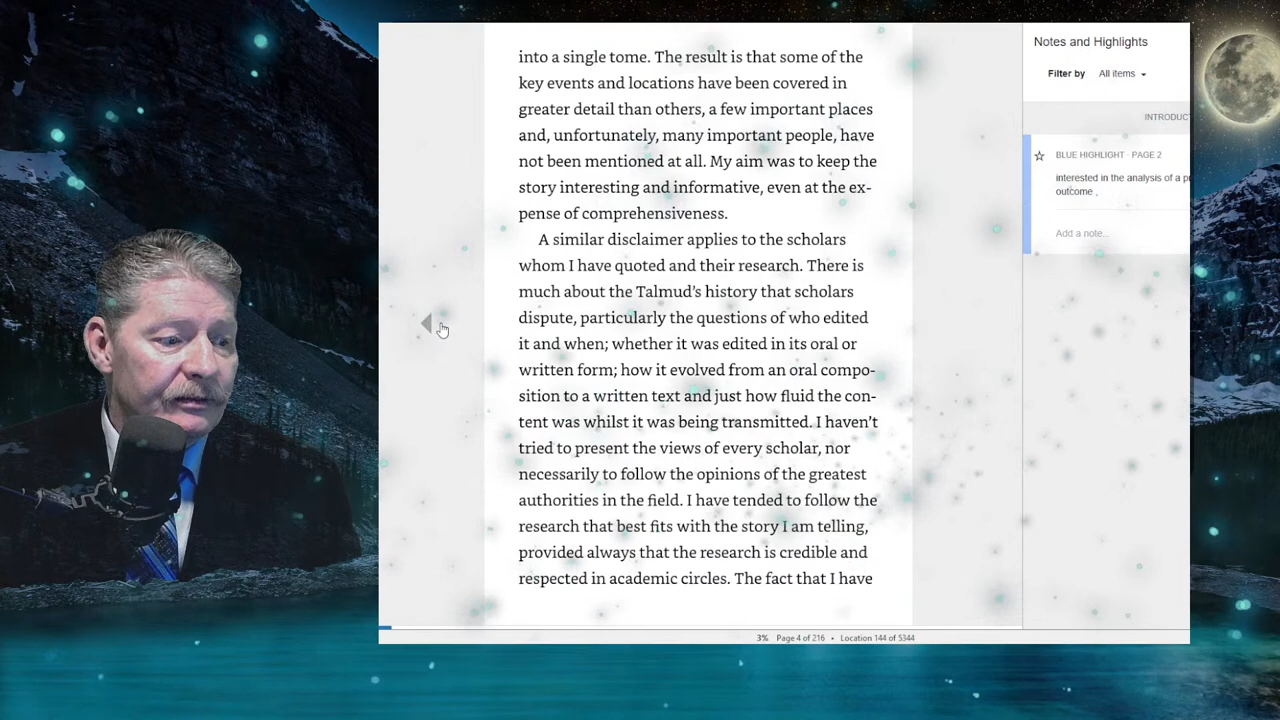 into a single tome. The result is that some of the
key events and locations have been covered in
greater detail than others, a few important places
and, unfortunately, many important people, have
not been mentioned at all. My aim was to keep the
story interesting and informative, even at the ex-
pense of comprehensiveness.
A similar disclaimer applies to the scholars
whom I have quoted and their research. There is
much about the Talmud's history that scholars
dispute, particularly the questions of who edited
it and when; whether it was edited in its oral or
written form; how it evolved from an oral compo-
sition to a written text and just how fluid the con-
tent was whilst it was being transmitted. I haven't
tried to present the views of every scholar, nor
necessarily to follow the opinions of the greatest
authorities in the field. I have tended to follow the
research that best fits with the story I am telling,
provided always that the research is credible and
respected in academic circles. The fact that I have
3% Page 4 of 216 • Location 144 of 5344
Notes and Highlights
Filter by All items
INTRODUC
BLUE HIGHLIGHT · PAGE 2
interested in the analysis of a p
outcome ,
Add a note...